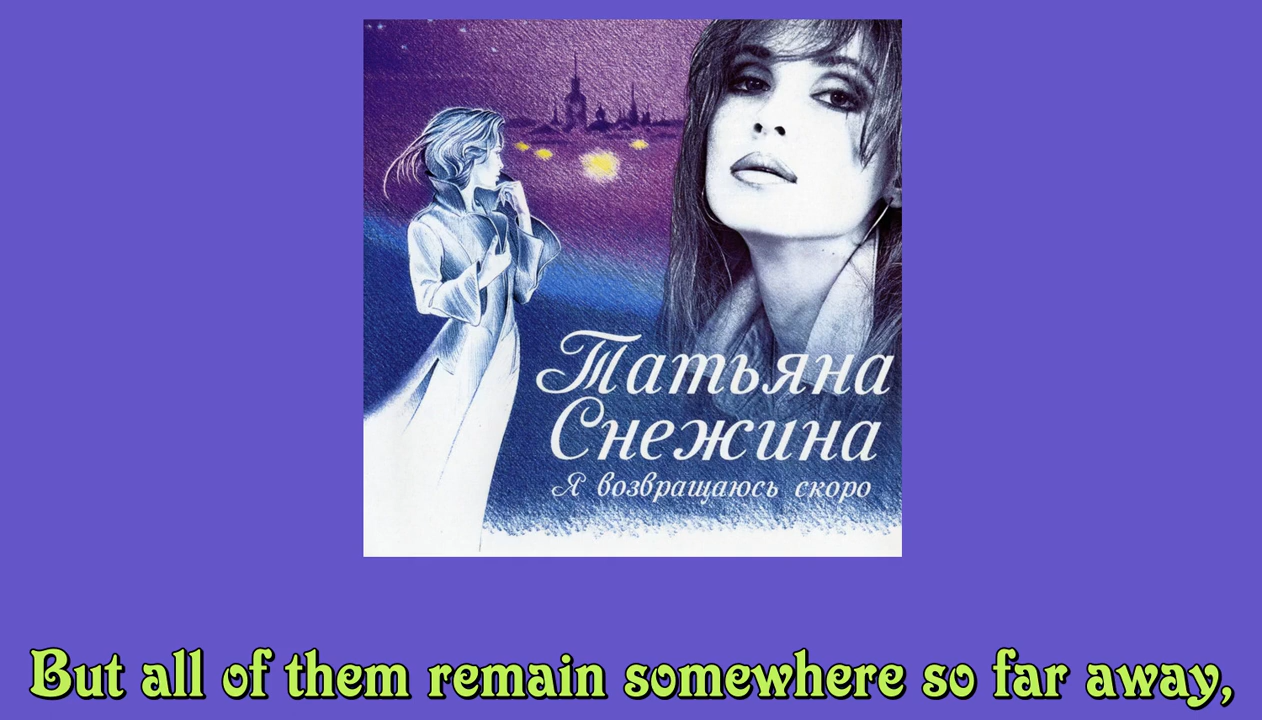 Татьяна
Снежина
Я возвращаюсь скоро
But all of them remain somewhere so far away,